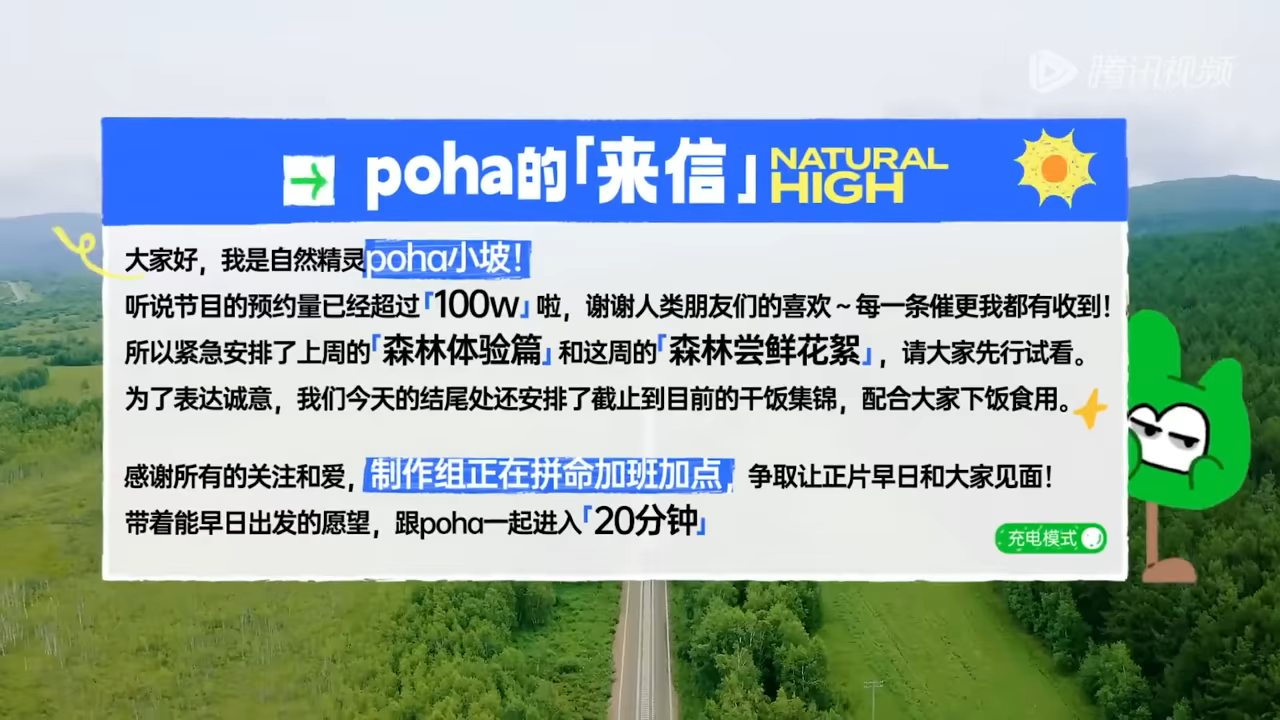 腾讯视频
poha的「来信」 NATURAL HIGH
大家好，我是自然精灵poha小坡！
听说节目的预约量已经超过「100w」啦，谢谢人类朋友们的喜欢～每一条催更我都有收到！
所以紧急安排了上周的「森林体验篇」和这周的「森林尝鲜花絮」，请大家先行试看。
为了表达诚意，我们今天的结尾处还安排了截止到目前的干饭集锦，配合大家下饭食用。
感谢所有的关注和爱，制作组正在拼命加班加点，争取让正片早日和大家见面！
带着能早日出发的愿望，跟poha一起进入「20分钟」
充电模式